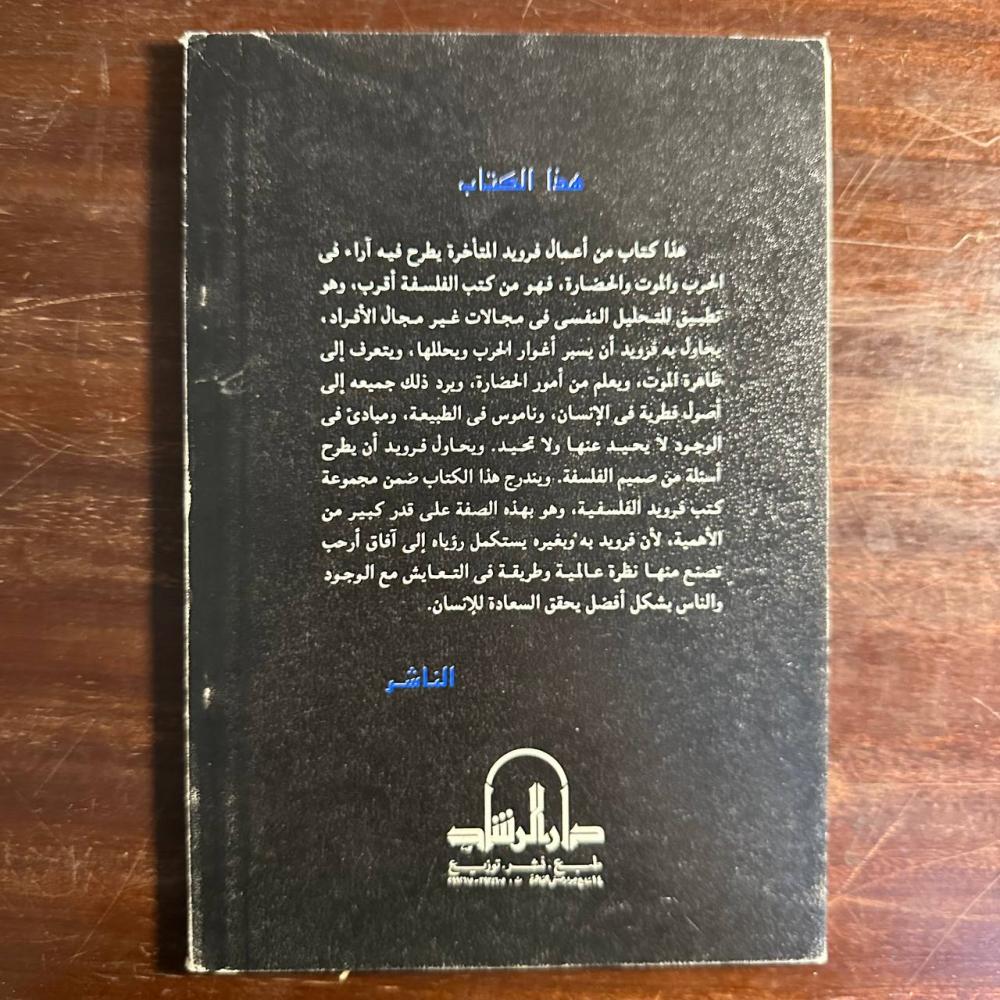 هذا الكتاب
هذا كتاب من أعمال فرويد المتأخرة يطرح فيه آراء فى
الحرب والموت والحضارة، فهو من كتب الفلسفة أقرب، وهو
تطبيق للتحليل النفسى فى مجالات غير مجال الأفراد،
يحاول به فرويد أن يسبر أغوار الحرب ويحللها، ويتعرف إلى
ظاهرة الموت، ويعلم من أمور الحضارة، ويرد ذلك جميعه إلى
أصول فطرية فى الإنسان، وناموس فى الطبيعة، ومبادئ فى
الوجود لا يحيد عنها ولا تحيد. ويحاول فرويد أن يطرح
أسئلة من صميم الفلسفة. ويندرج هذا الكتاب ضمن مجموعة
كتب فرويد الفلسفية، وهو بهذه الصفة على قدر كبير من
الأهمية، لأن فرويد به وبغيره يستكمل رؤياه إلى آفاق أرحب
تصنع منها نظرة عالمية وطريقة فى التعايش مع الوجود
والناس بشكل أفضل يحقق السعادة للإنسان.
الناشر
دار الرشاد
طبع . نشر . توزيع